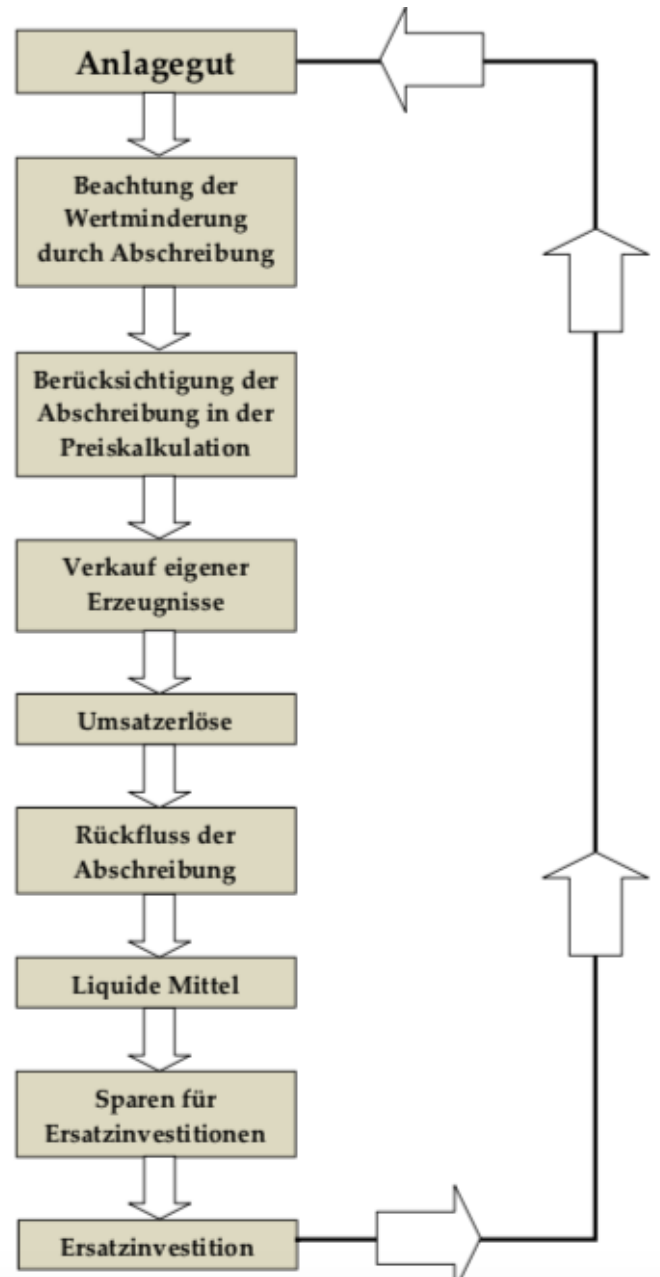 Anlagegut
Beachtung der
Wertminderung
durch Abschreibung
Berücksichtigung der
Abschreibung in der
Preiskalkulation
Verkauf eigener
Erzeugnisse
Umsatzerlöse
Rückfluss der
Abschreibung
Liquide Mittel
Sparen für
Ersatzinvestitionen
Ersatzinvestition